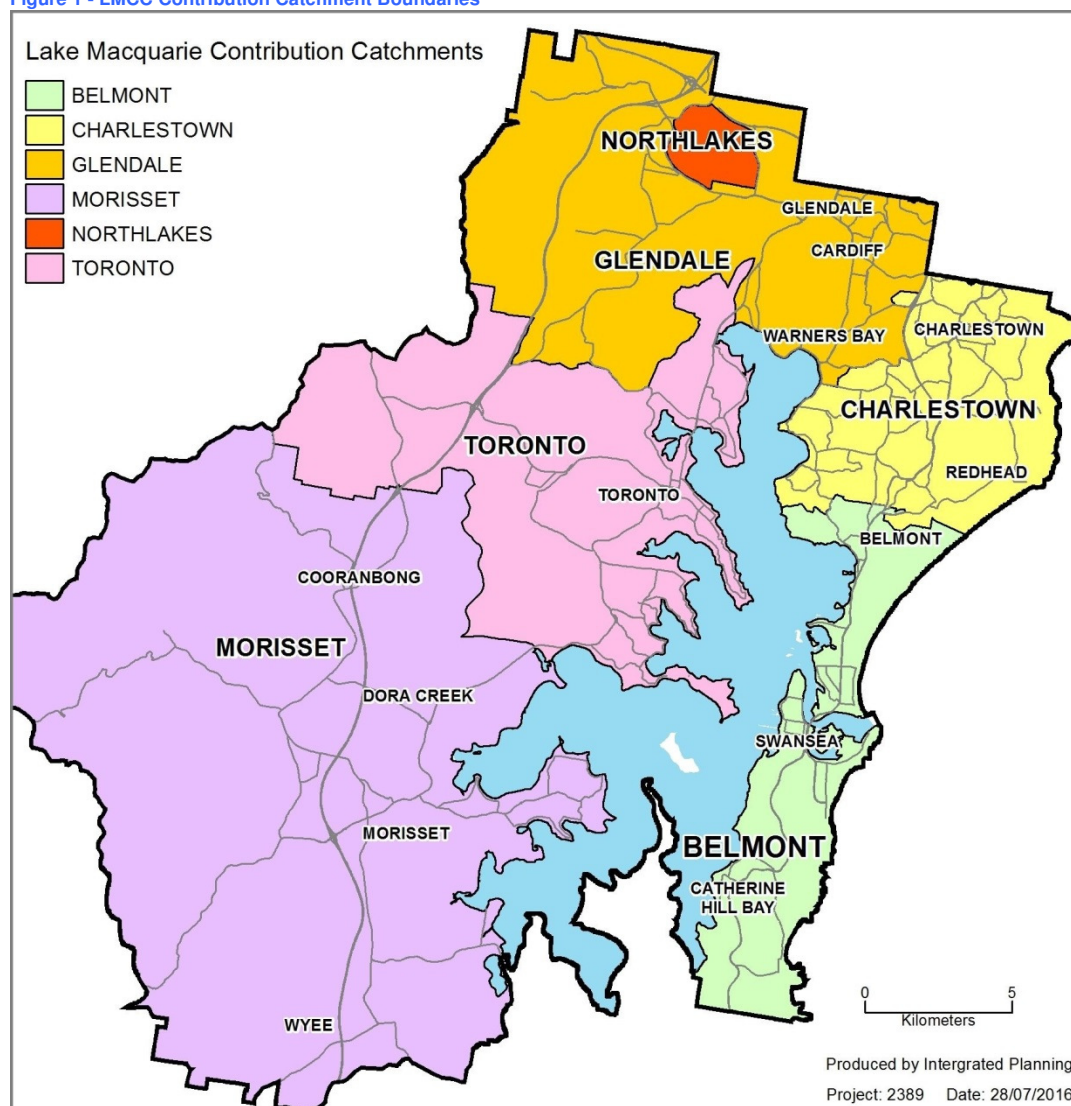 Figure 1 - LMCC Contribution Catchment Boundaries
Lake Macquarie Contribution Catchments
BELMONT
CHARLESTOWN
GLENDALE
MORISSET
NORTHLAKES
TORONTO
NORTHLAKES
GLENDALE
CARDIFF
GLENDALE
WARNERS BAY
CHARLESTOWN
CHARLESTOWN
TORONTO
REDHEAD
TORONTO
BELMONT
COORANBONG
MORISSET
DORA CREEK
SWANSEA
MORISSET
BELMONT
CATHERINE
HILL BAY
WYEE
0 5
Kilometers
Produced by Intergrated Planning
Project: 2389 Date: 28/07/2016